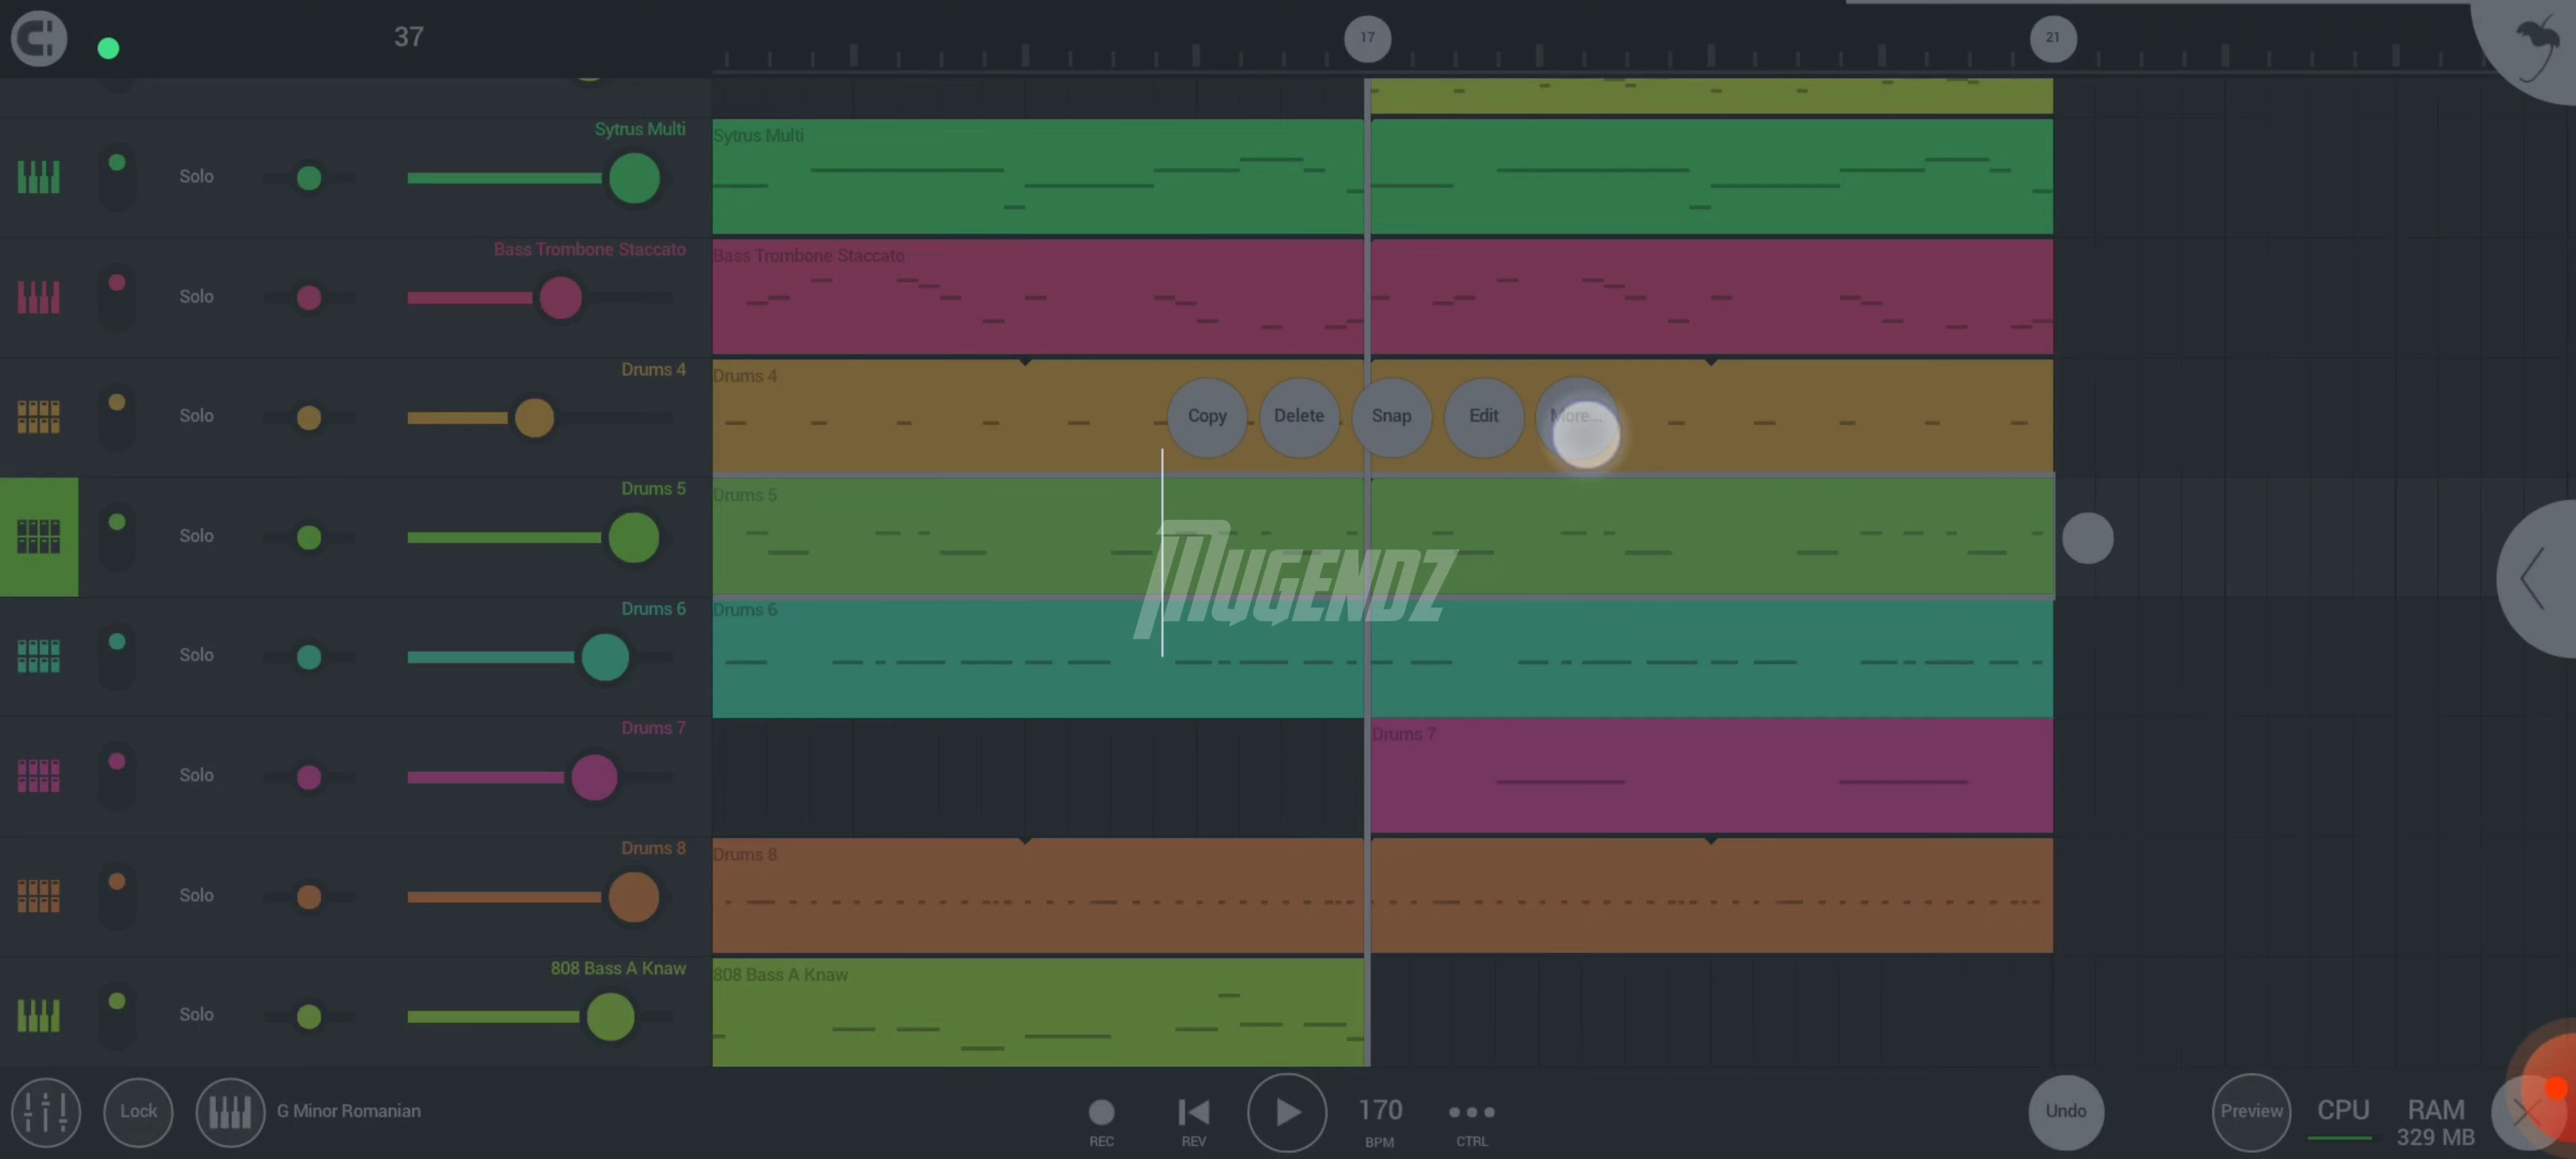 37
17
21
Sytrus Multi
Solo
Sytrus Multi
Bass Trombone Staccato
Solo
Bass Trombone Staccato
Drums 4
Solo
Drums 4
Copy
Delete
Snap
Edit
More...
Drums 5
Solo
Drums 5
MUGENDZ
Drums 6
Solo
Drums 6
Drums 7
Solo
Drums 7
Drums 8
Solo
Drums 8
808 Bass A Knaw
Solo
808 Bass A Knaw
Lock
G Minor Romanian
REC
REV
170
BPM
CTRL
Undo
Preview
CPU
RAM
329 MB